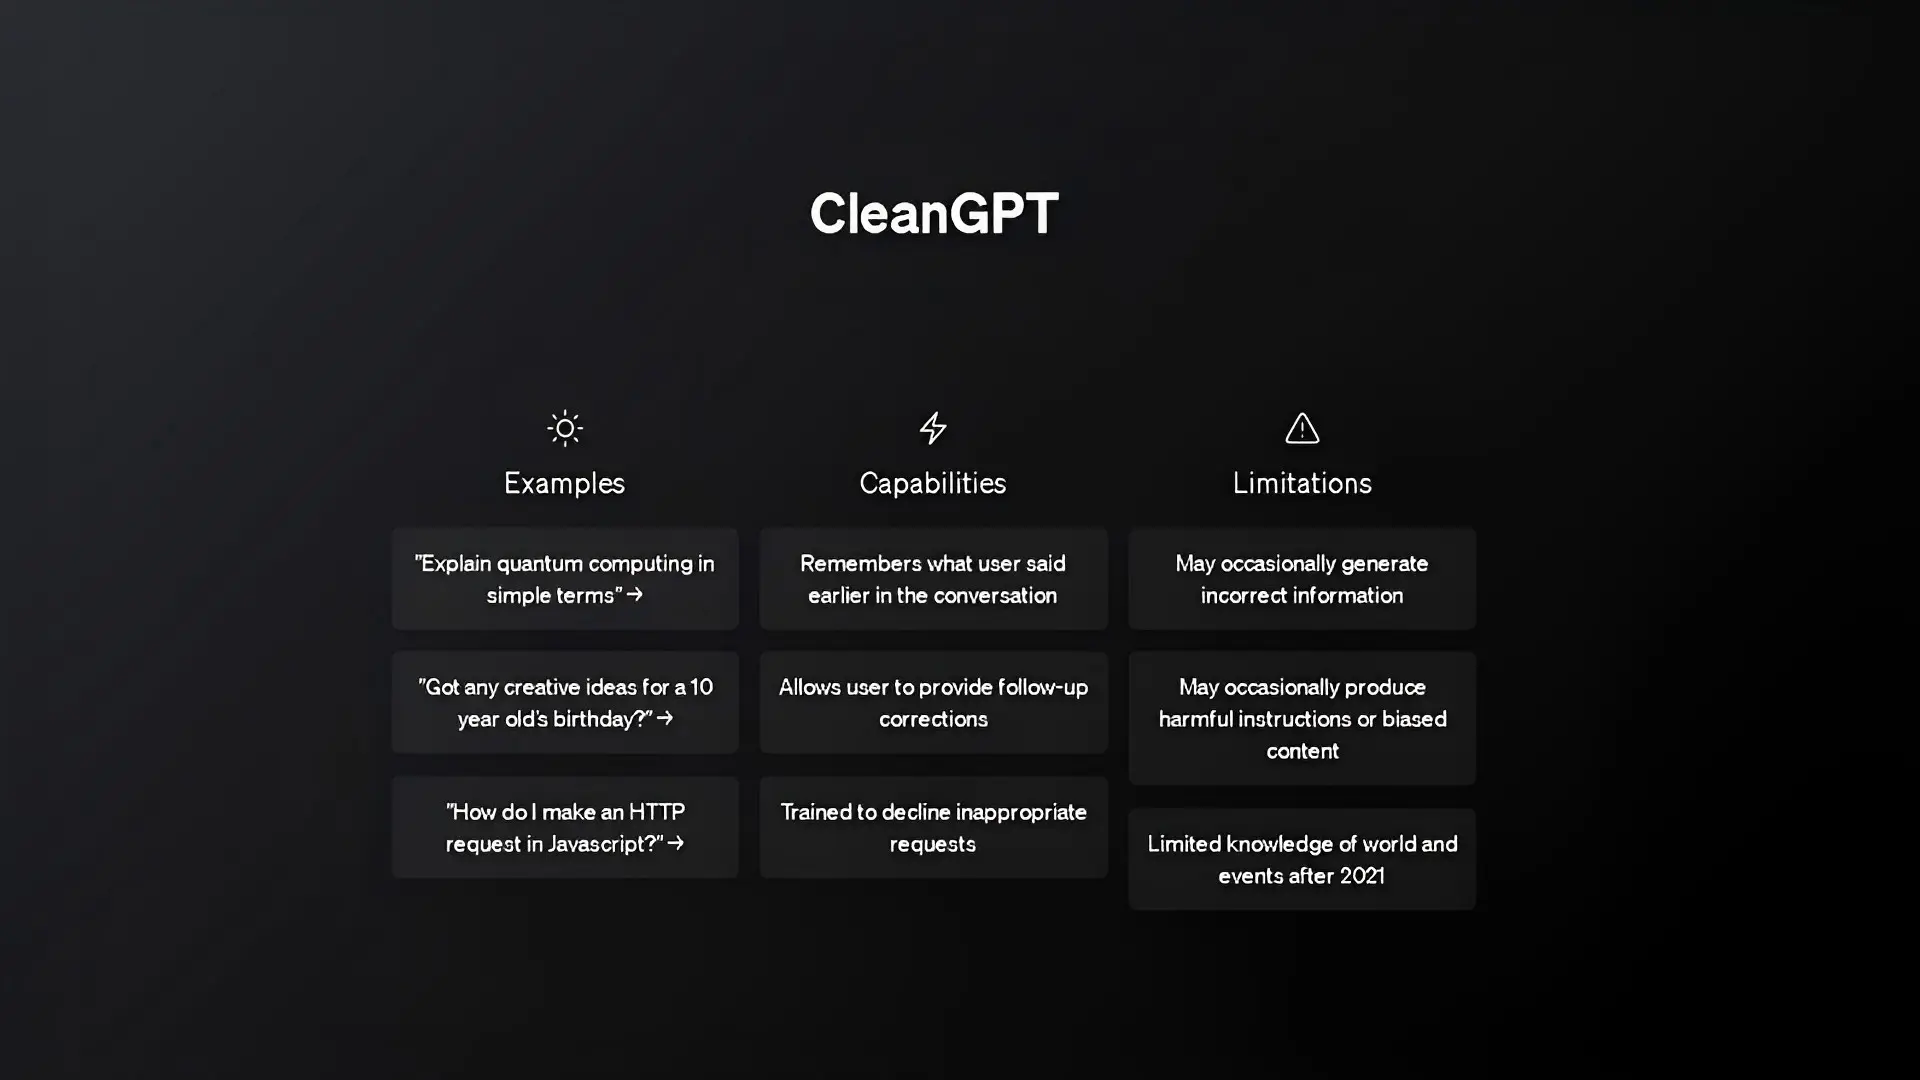 CleanGPT
Examples
"Explain quantum computing in
simple terms" →
"Got any creative ideas for a 10
year old's birthday?" →
"How do I make an HTTP
request in Javascript?" →
Capabilities
Remembers what user said
earlier in the conversation
Allows user to provide follow-up
corrections
Trained to decline inappropriate
requests
Limitations
May occasionally generate
incorrect information
May occasionally produce
harmful instructions or biased
content
Limited knowledge of world and
events after 2021